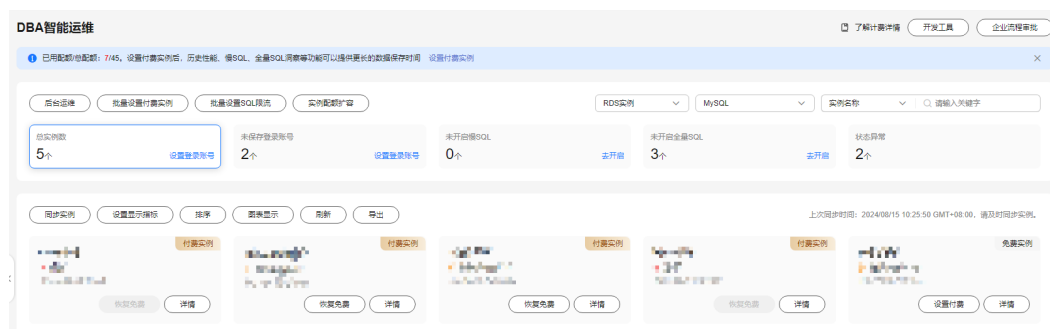 DBA智能运维
了解计费详情 开发工具 企业流程审批
已用配额/总配额：7/45。设置付费实例后，历史性能、慢SQL、全量SQL洞察等功能可以提供更长的数据保存时间 设置付费实例
后台运维 批量设置付费实例 批量设置SQL限流 实例配额扩容 RDS实例 MySQL 实例名称 请输入关键字
总实例数 未保存登录账号 未开启慢SQL 未开启全量SQL 状态异常
5个 设置登录账号 2个 设置登录账号 0个 去开启 3个 去开启 2个
同步实例 设置显示指标 排序 图表显示 刷新 导出 上次同步时间：2024/08/15 10:25:50 GMT+08:00，请及时同步实例。
付费实例 付费实例 付费实例 付费实例 免费实例
恢复免费 详情 恢复免费 详情 恢复免费 详情 恢复免费 详情 设置付费 详情